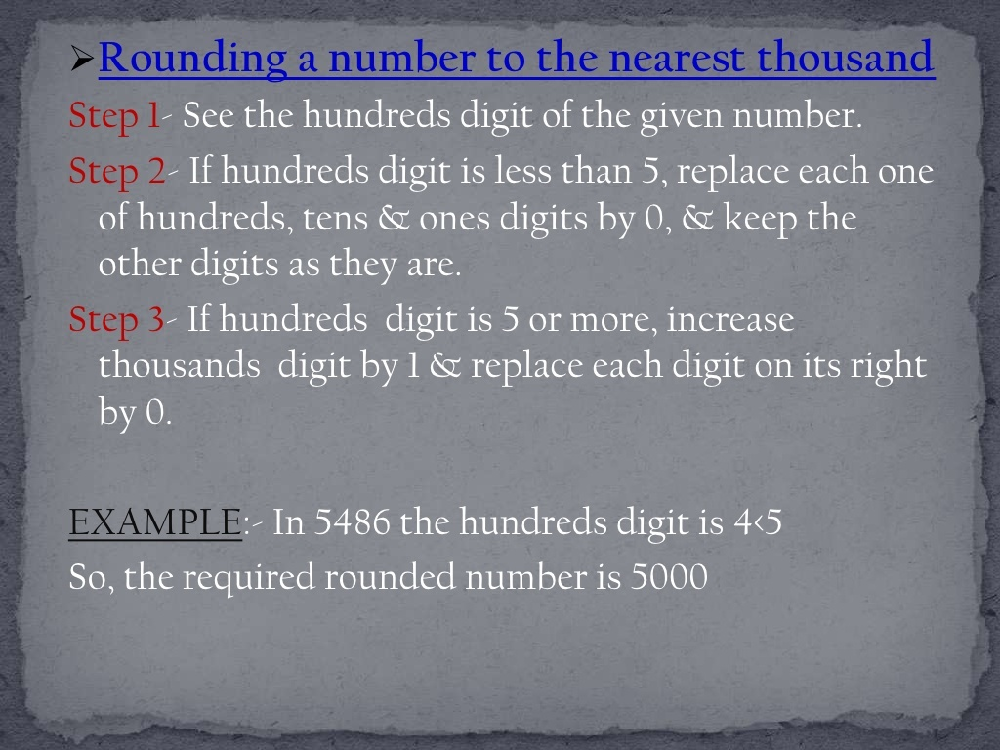 ➢Rounding a number to the nearest thousand
Step 1- See the hundreds digit of the given number.
Step 2- If hundreds digit is less than 5, replace each one
of hundreds, tens & ones digits by 0, & keep the
other digits as they are.
Step 3- If hundreds  digit is 5 or more, increase
thousands  digit by 1 & replace each digit on its right
by 0.
EXAMPLE:- In 5486 the hundreds digit is 4<5
So, the required rounded number is 5000